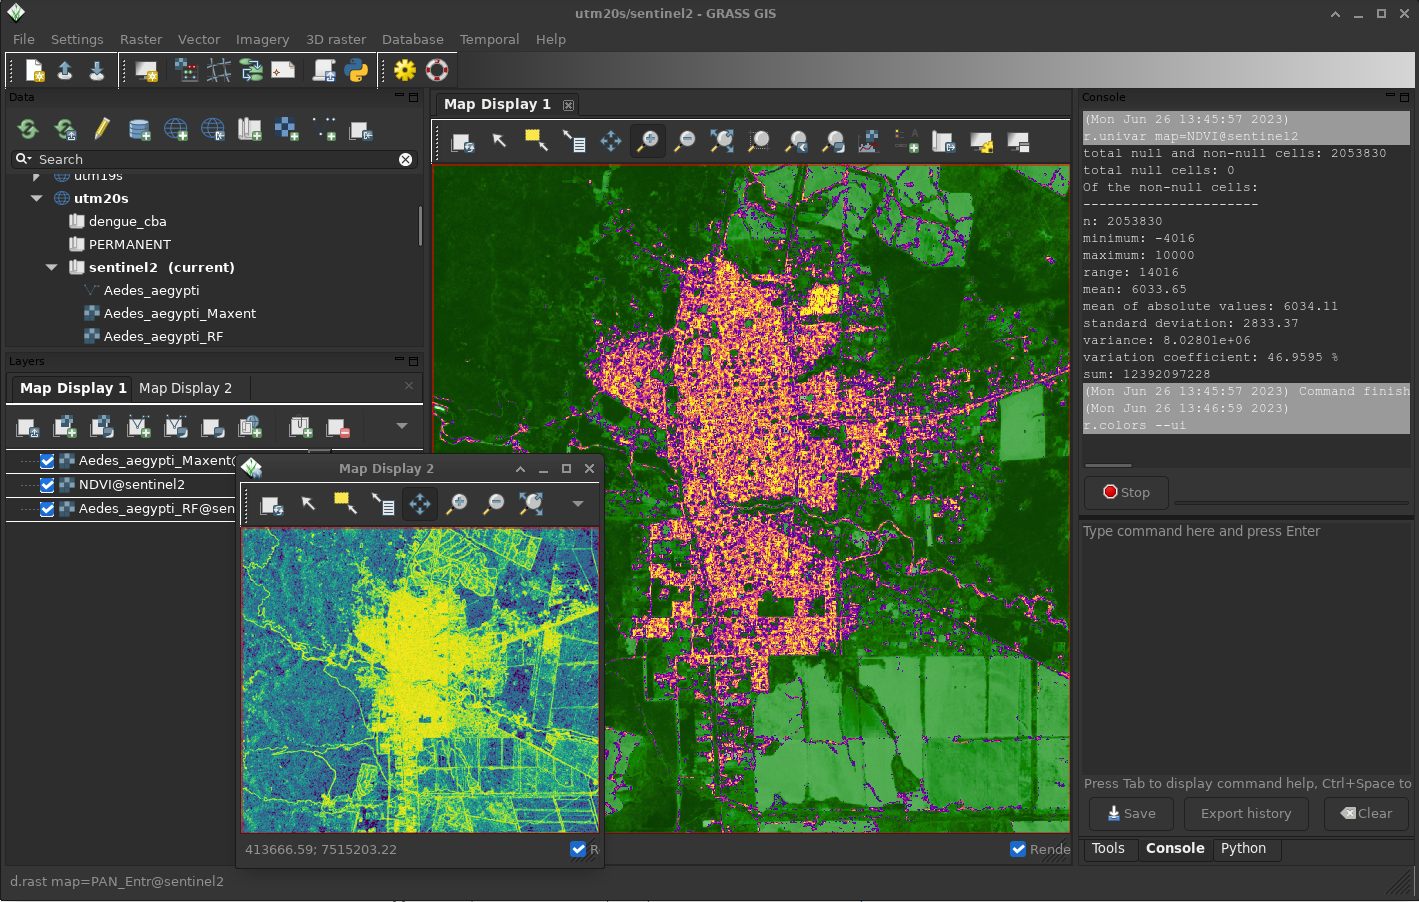 utm20s/sentinel2 - GRASS GIS
File Settings Raster Vector Imagery 3D raster Database Temporal Help
Data
Search
utm19s
utm20s
dengue_cba
PERMANENT
sentinel2 (current)
Aedes_aegypti
Aedes_aegypti_Maxent
Aedes_aegypti_RF
Layers
Map Display 1 Map Display 2
Aedes_aegypti_Maxent@
NDVI@sentinel2
Aedes_aegypti_RF@sen
Map Display 1
Map Display 2
413666.59; 7515203.22
R
Rende
Console
(Mon Jun 26 13:45:57 2023)
r.univar map=NDVI@sentinel2
total null and non-null cells: 2053830
total null cells: 0
Of the non-null cells:
----------------------
n: 2053830
minimum: -4016
maximum: 10000
range: 14016
mean: 6033.65
mean of absolute values: 6034.11
standard deviation: 2833.37
variance: 8.02801e+06
variation coefficient: 46.9595 %
sum: 12392097228
(Mon Jun 26 13:45:57 2023) Command finish
(Mon Jun 26 13:46:59 2023)
r.colors --ui
Stop
Type command here and press Enter
Press Tab to display command help, Ctrl+Space to
Save Export history Clear
Tools Console Python
d.rast map=PAN_Entr@sentinel2